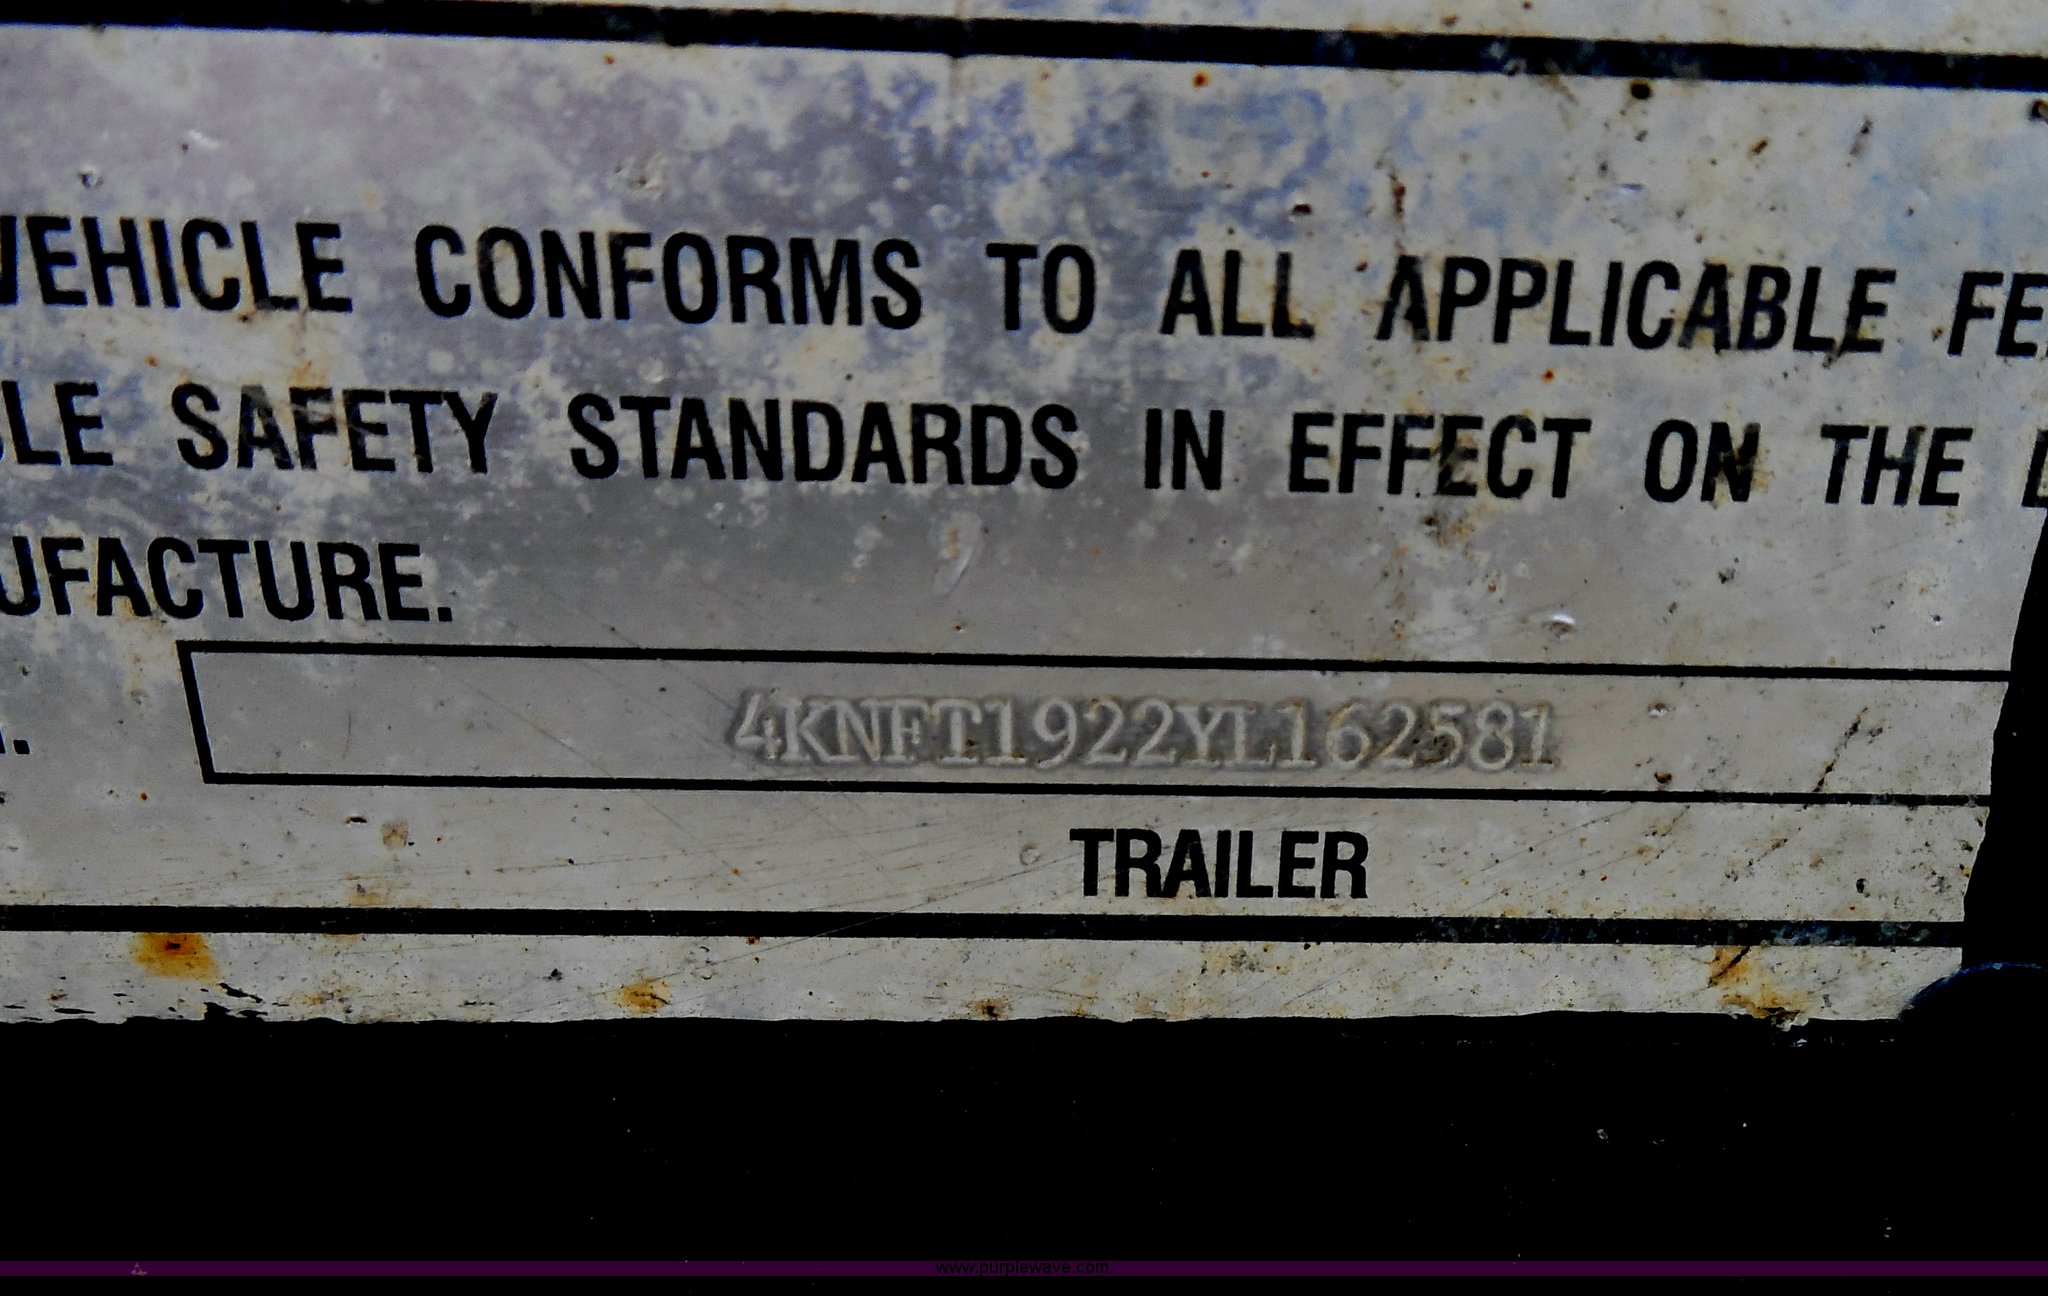 VEHICLE CONFORMS TO ALL APPLICABLE FE
LE SAFETY STANDARDS IN EFFECT ON THE D
UFACTURE.
4KNFT1922YL162581
TRAILER
www.purplewave.com